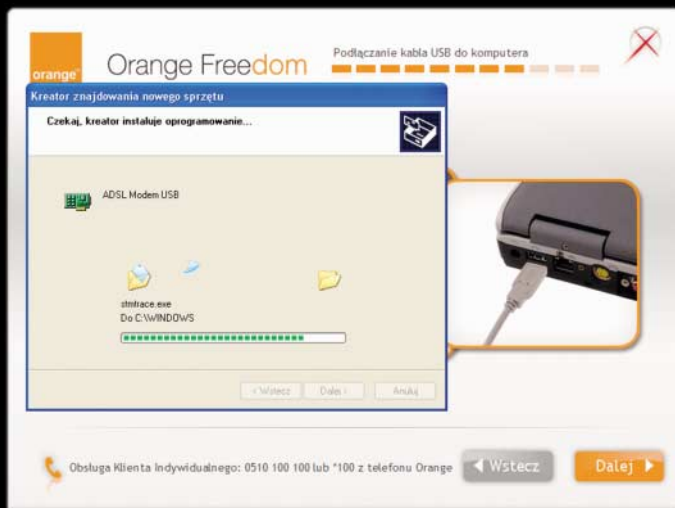 orange
Orange Freedom
Podłączanie kabla USB do komputera
Kreator znajdowania nowego sprzętu
Czekaj, kreator instaluje oprogramowanie...
ADSL Modem USB
stmtrace.exe
Do C:\WINDOWS
< Wstecz
Dalej >
Anuluj
Obsługa Klienta Indywidualnego: 0510 100 100 lub *100 z telefonu Orange
Wstecz
Dalej